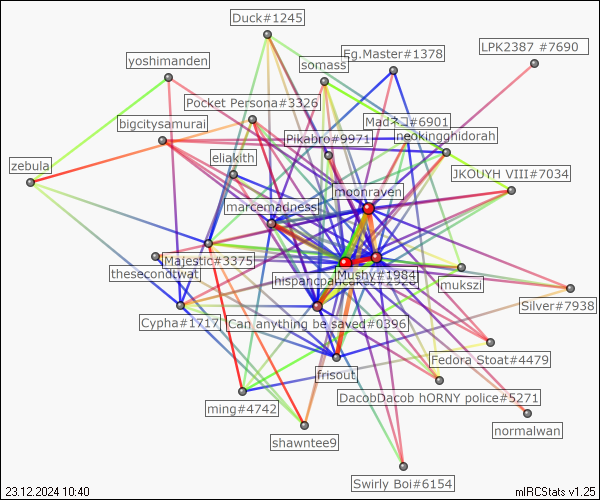 Duck#1245
Eg.Master#1378
LPK2387 #7690
yoshimanden
somass
Pocket Persona#3326
bigcitysamurai
Madネコ#6901
Pikabro#9971
neokingghidorah
zebula
eliakith
JKOUYH VIII#7034
moonraven
marcemadness
Majestic#3375
thesecondtwat
Mushy#1984
mukszi
Silver#7938
Cypha#1717
Can anything be saved#0396
Fedora Stoat#4479
frisout
DacobDacob hORNY police#5271
ming#4742
normalwan
shawntee9
Swirly Boi#6154
23.12.2024 10:40
mIRCStats v1.25